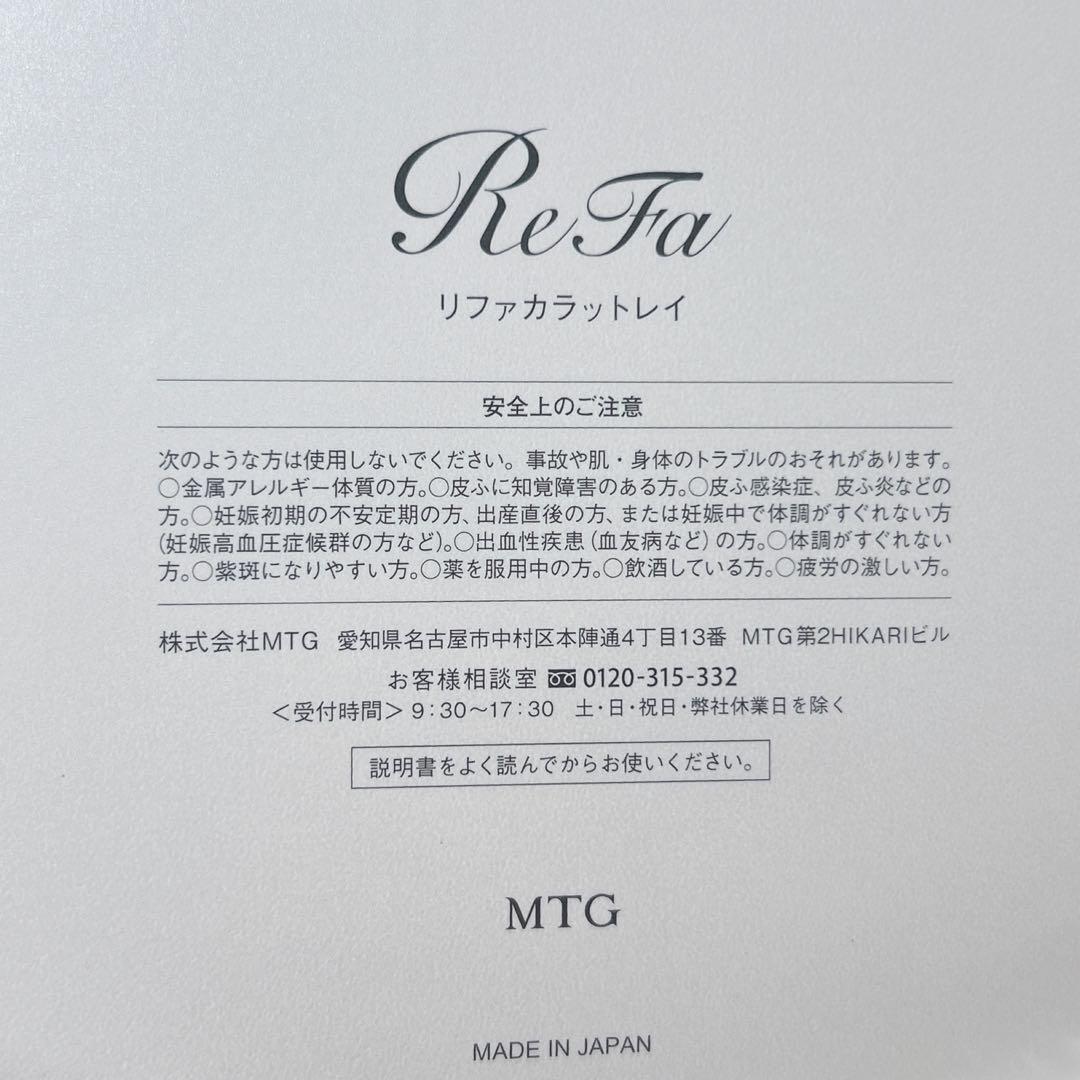 ReFa
リファカラットレイ
安全上のご注意
次のような方は使用しないでください。事故や肌・身体のトラブルのおそれがあります。
○金属アレルギー体質の方。○皮ふに知覚障害のある方。○皮ふ感染症、皮ふ炎などの
方。○妊娠初期の不安定期の方、出産直後の方、または妊娠中で体調がすぐれない方
(妊娠高血圧症候群の方など)。○出血性疾患(血友病など)の方。○体調がすぐれない
方。○紫斑になりやすい方。○薬を服用中の方。○飲酒している方。○疲労の激しい方。
株式会社MTG 愛知県名古屋市中村区本陣通4丁目13番 MTG第2HIKARIビル
お客様相談室 0120-315-332
<受付時間> 9:30〜17:30 土・日・祝日・弊社休業日を除く
説明書をよく読んでからお使いください。
MTG
MADE IN JAPAN